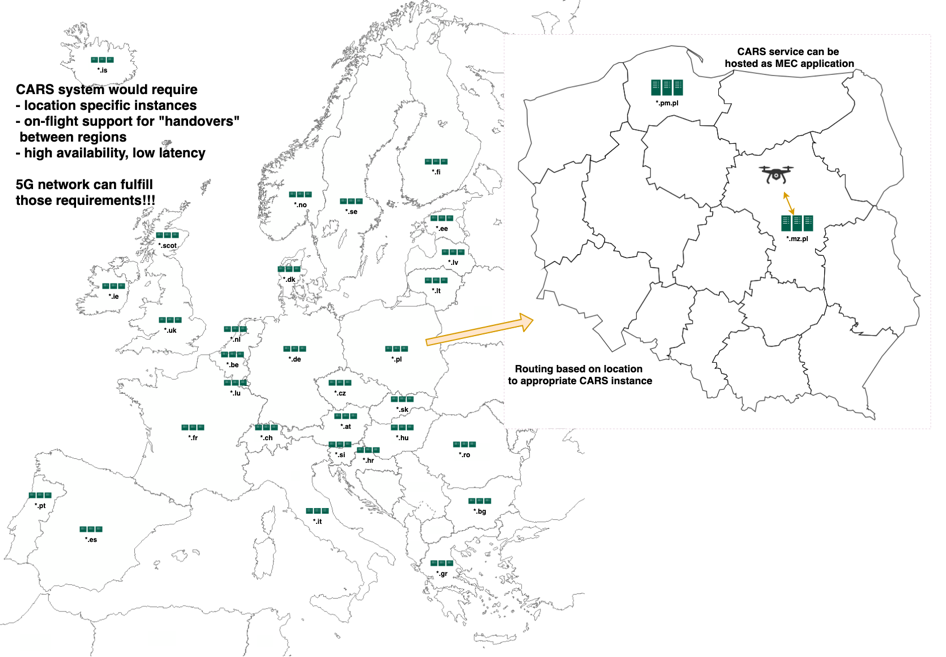 *.is
CARS system would require
- location specific instances
- on-flight support for "handovers"
between regions
- high availability, low latency
5G network can fulfill
those requirements!!!
*.fi
*.no
*.se
*.ee
*.scot
*.lv
*.dk
*.lt
*.ie
*.uk
*.nl
*.de
*.pl
*.be
*.lu
*.cz
*.sk
*.at
*.fr
*.ch
*.hu
*.si
*.hr
*.ro
*.pt
*.es
*.it
*.bg
*.gr
CARS service can be
hosted as MEC application
*.pm.pl
*.mz.pl
Routing based on location
to appropriate CARS instance